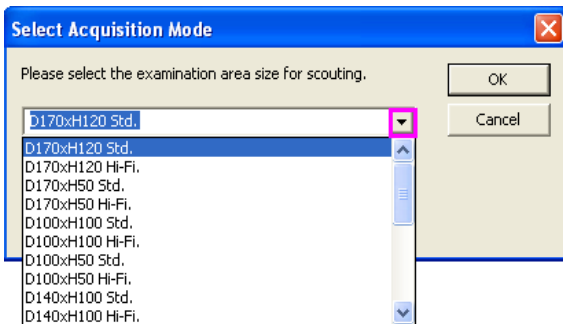 Select Acquisition Mode
Please select the examination area size for scouting.
OK
D170xH120 Std.
Cancel
D170xH120 Std.
D170xH120 Hi-Fi.
D170xH50 Std.
D170xH50 Hi-Fi.
D100xH100 Std.
D100xH100 Hi-Fi.
D100xH50 Std.
D100xH50 Hi-Fi.
D140xH100 Std.
D140xH100 Hi-Fi.